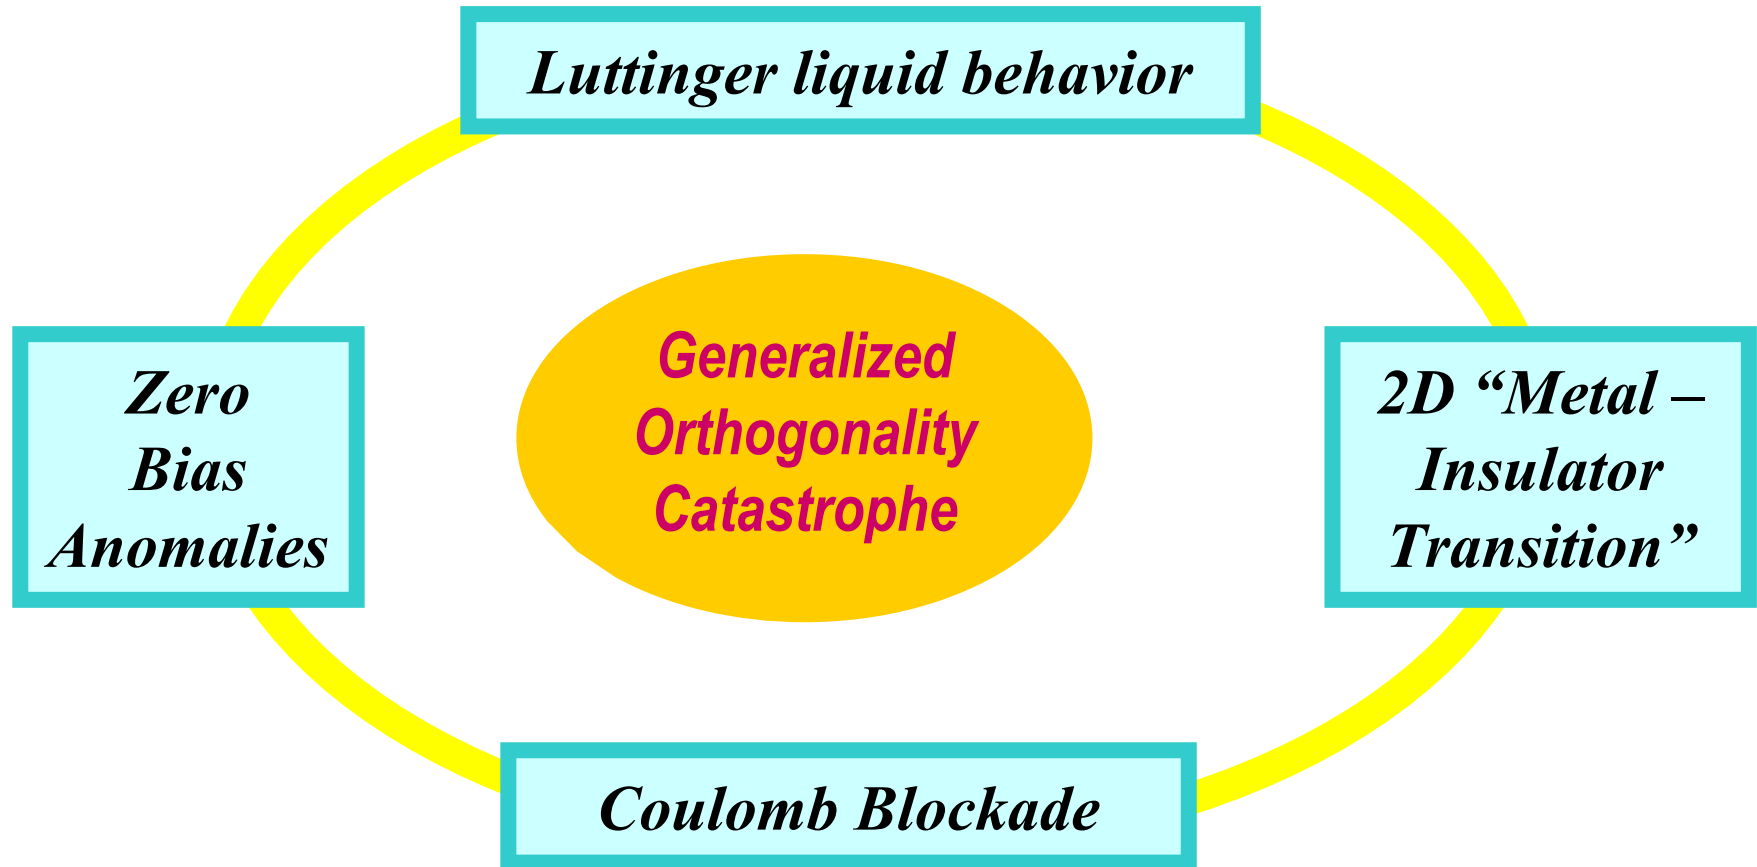 Luttinger liquid behavior
Zero
Bias
Anomalies
Generalized
Orthogonality
Catastrophe
2D “Metal –
Insulator
Transition”
Coulomb Blockade